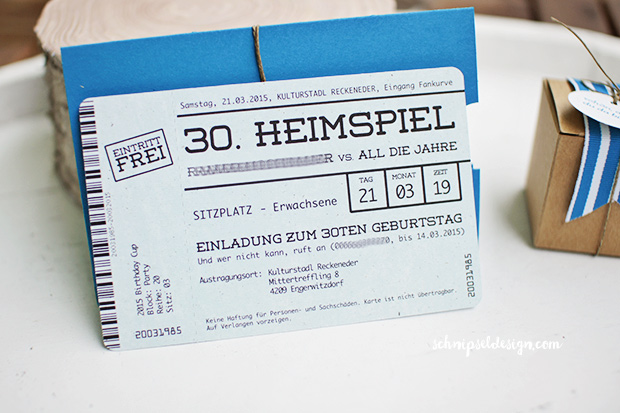 Samstag, 21.03.2015, KULTURSTADL RECKENEDER, Eingang Fankurve
EINTRITT
FREI
30. HEIMSPIEL
R vs. ALL DIE JAHRE
TAG MONAT ZEIT
21 03 19
SITZPLATZ - Erwachsene
EINLADUNG ZUM 30TEN GEBURTSTAG
Und wer nicht kann, ruft an (0, bis 14.03.2015)
Austragungsort: Kulturstadl Reckeneder
Mittertreffling 8
4209 Engerwitzdorf
Keine Haftung für Personen- und Sachschäden. Karte ist nicht übertragbar.
Auf Verlangen vorzeigen.
2015 Birthday Cup
Block: Party
Reihe: 20
Sitz: 03
20031985
20031985
schnipseldesign.com